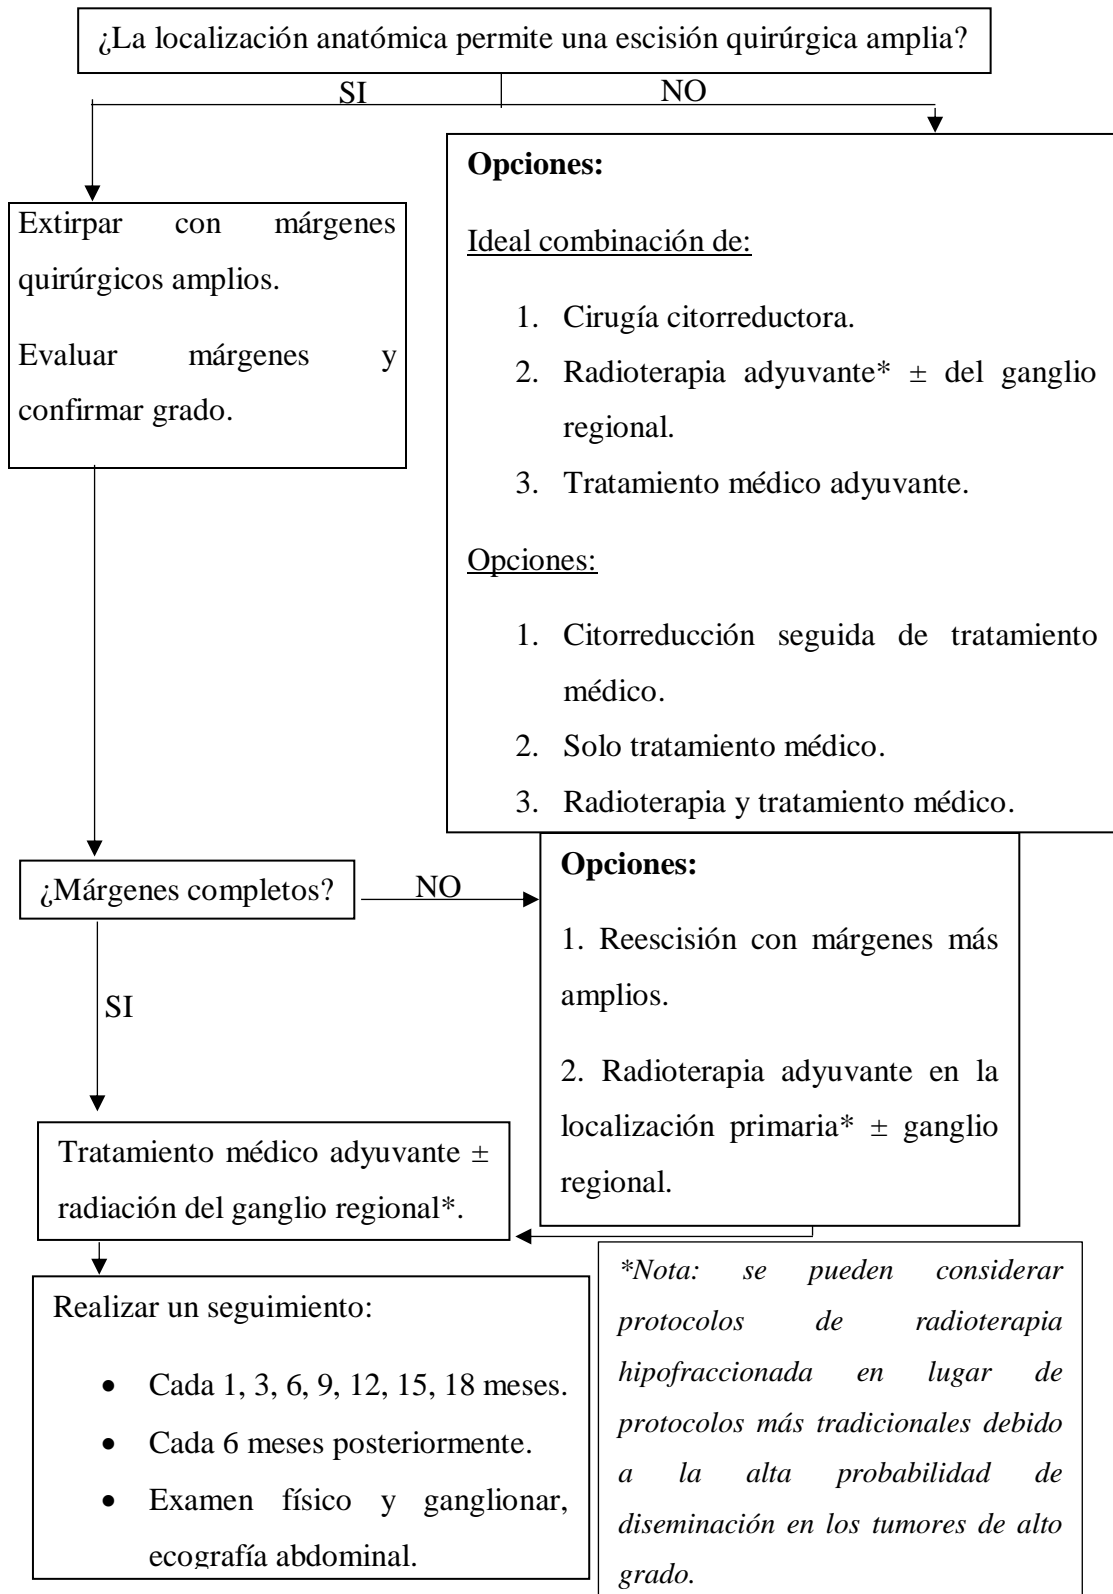 ¿La localización anatómica permite una escisión quirúrgica amplia?
SI
NO
Extirpar con márgenes
quirúrgicos amplios.
Evaluar márgenes y
confirmar grado.
Opciones:
Ideal combinación de:
1. Cirugía citorreductora.
2. Radioterapia adyuvante* ± del ganglio
regional.
3. Tratamiento médico adyuvante.
Opciones:
1. Citorreducción seguida de tratamiento
médico.
2. Solo tratamiento médico.
3. Radioterapia y tratamiento médico.
¿Márgenes completos?
NO
Opciones:
1. Reescisión con márgenes más
amplios.
2. Radioterapia adyuvante en la
localización primaria* ± ganglio
regional.
SI
Tratamiento médico adyuvante ±
radiación del ganglio regional*.
Realizar un seguimiento:
• Cada 1, 3, 6, 9, 12, 15, 18 meses.
• Cada 6 meses posteriormente.
• Examen físico y ganglionar,
ecografía abdominal.
*Nota: se pueden considerar
protocolos de radioterapia
hipofraccionada en lugar de
protocolos más tradicionales debido
a la alta probabilidad de
diseminación en los tumores de alto
grado.